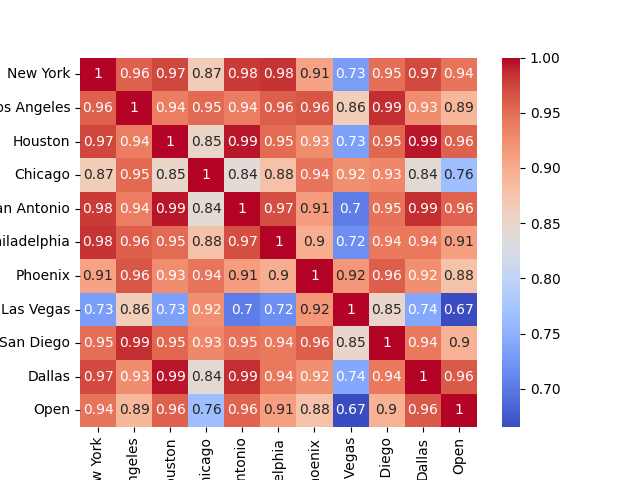 New York 1 0.96 0.97 0.87 0.98 0.98 0.91 0.73 0.95 0.97 0.94
os Angeles 0.96 1 0.94 0.95 0.94 0.96 0.96 0.86 0.99 0.93 0.89
Houston 0.97 0.94 1 0.85 0.99 0.95 0.93 0.73 0.95 0.99 0.96
Chicago 0.87 0.95 0.85 1 0.84 0.88 0.94 0.92 0.93 0.84 0.76
an Antonio 0.98 0.94 0.99 0.84 1 0.97 0.91 0.7 0.95 0.99 0.96
iladelphia 0.98 0.96 0.95 0.88 0.97 1 0.9 0.72 0.94 0.94 0.91
Phoenix 0.91 0.96 0.93 0.94 0.91 0.9 1 0.92 0.96 0.92 0.88
Las Vegas 0.73 0.86 0.73 0.92 0.7 0.72 0.92 1 0.85 0.74 0.67
San Diego 0.95 0.99 0.95 0.93 0.95 0.94 0.96 0.85 1 0.94 0.9
Dallas 0.97 0.93 0.99 0.84 0.99 0.94 0.92 0.74 0.94 1 0.96
Open 0.94 0.89 0.96 0.76 0.96 0.91 0.88 0.67 0.9 0.96 1
w York
ngeles
ouston
hicago
ntonio
elphia
oenix
Vegas
Diego
Dallas
Open
1.00
0.95
0.90
0.85
0.80
0.75
0.70